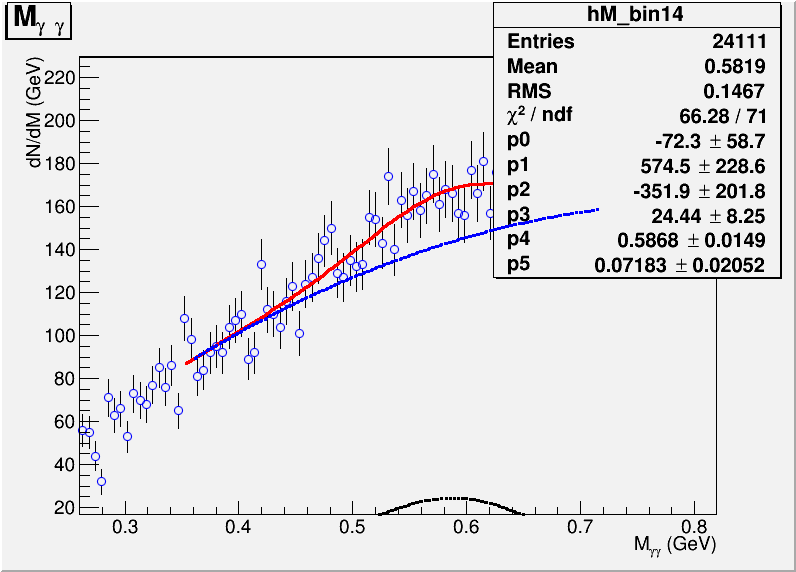 M γ γ
hM_bin14
Entries 24111
Mean 0.5819
RMS 0.1467
χ² / ndf 66.28 / 71
p0 -72.3 ± 58.7
p1 574.5 ± 228.6
p2 -351.9 ± 201.8
p3 24.44 ± 8.25
p4 0.5868 ± 0.0149
p5 0.07183 ± 0.02052
dN/dM (GeV)
220
200
180
160
140
120
100
80
60
40
20
0.3 0.4 0.5 0.6 0.7 0.8
Mγγ (GeV)